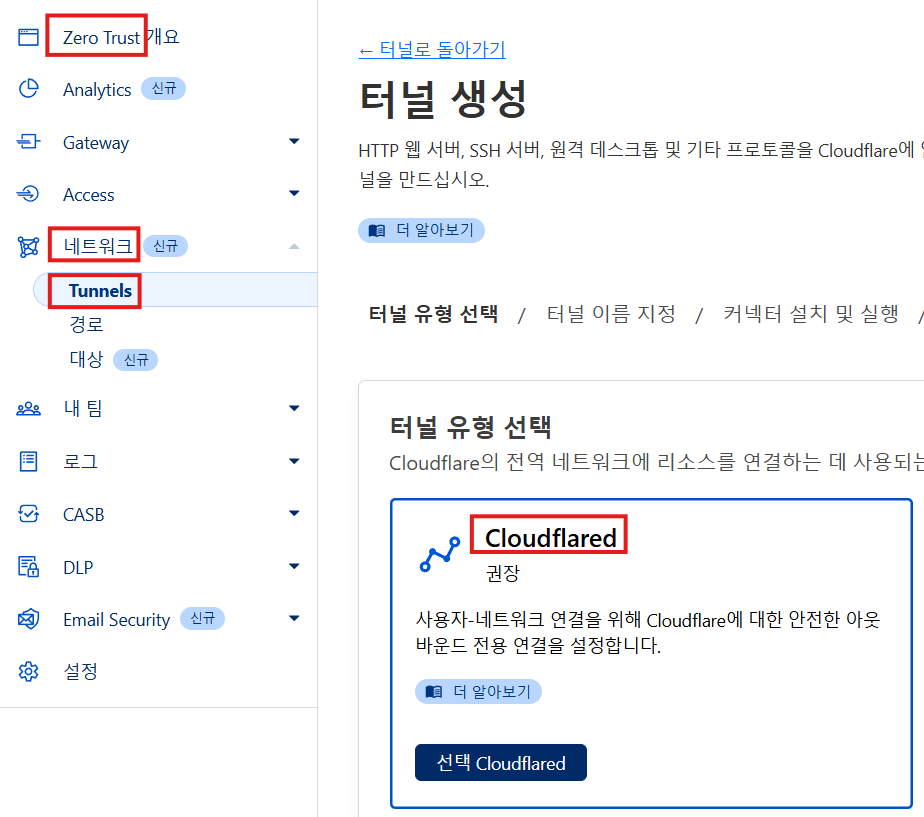 Zero Trust 개요
Analytics 신규
Gateway
Access
네트워크 신규
Tunnels
경로
대상 신규
내 팀
로그
CASB
DLP
Email Security 신규
설정
← 터널로 돌아가기
터널 생성
HTTP 웹 서버, SSH 서버, 원격 데스크톱 및 기타 프로토콜을 Cloudflare에
널을 만드십시오.
더 알아보기
터널 유형 선택 / 터널 이름 지정 / 커넥터 설치 및 실행 /
터널 유형 선택
Cloudflare의 전역 네트워크에 리소스를 연결하는 데 사용되는
Cloudflared
권장
사용자-네트워크 연결을 위해 Cloudflare에 대한 안전한 아웃
바운드 전용 연결을 설정합니다.
더 알아보기
선택 Cloudflared